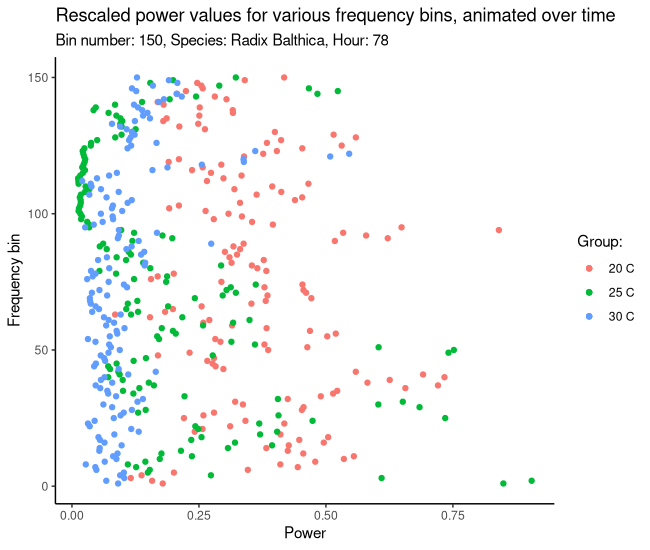 Rescaled power values for various frequency bins, animated over time
Bin number: 150, Species: Radix Balthica, Hour: 78
150
100
50
0
Frequency bin
0.00 0.25 0.50 0.75
Power
Group:
20 C
25 C
30 C